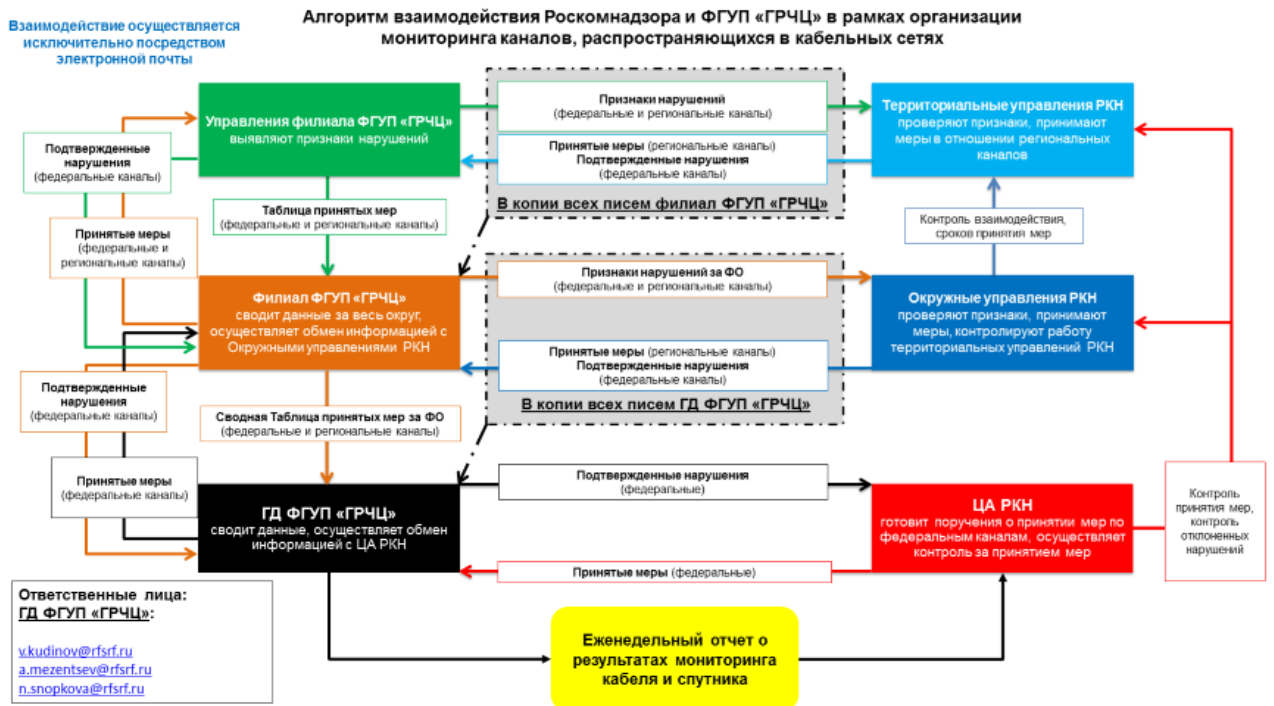 Взаимодействие осуществляется
исключительно посредством
электронной почты
Алгоритм взаимодействия Роскомнадзора и ФГУП «ГРЧЦ» в рамках организации
мониторинга каналов, распространяющихся в кабельных сетях
Управления филиала ФГУП «ГРЧЦ»
выявляют признаки нарушений
Признаки нарушений
(федеральные и региональные каналы)
Принятые меры (региональные каналы)
Подтвержденные нарушения
(федеральные каналы)
В копии всех писем филиал ФГУП «ГРЧЦ»
Территориальные управления РКН
проверяют признаки, принимают
меры в отношении региональных
каналов
Подтвержденные
нарушения
(федеральные каналы)
Принятые меры
(федеральные и
региональные каналы)
Таблица принятых мер
(федеральные и региональные каналы)
Контроль взаимодействия,
сроков принятия мер
Филиал ФГУП «ГРЧЦ»
сводит данные за весь округ,
осуществляет обмен информацией с
Окружными управлениями РКН
Признаки нарушений за ФО
(федеральные и региональные каналы)
Принятые меры (региональные каналы)
Подтвержденные нарушения
(федеральные каналы)
В копии всех писем ГД ФГУП «ГРЧЦ»
Окружные управления РКН
проверяют признаки, принимают
меры, контролируют работу
территориальных управлений РКН
Подтвержденные
нарушения
(федеральные каналы)
Принятые меры
(федеральные каналы)
Сводная Таблица принятых мер за ФО
(федеральные и региональные каналы)
ГД ФГУП «ГРЧЦ»
сводит данные, осуществляет обмен
информацией с ЦА РКН
Подтвержденные нарушения
(федеральные)
Принятые меры (федеральные)
ЦА РКН
готовит поручения о принятии мер по
федеральным каналам, осуществляет
контроль за принятием мер
Контроль
принятия мер,
контроль
отклоненных
нарушений
Ответственные лица:
ГД ФГУП «ГРЧЦ»:
v.kudinov@rfsrf.ru
a.mezentsev@rfsrf.ru
n.snopkova@rfsrf.ru
Еженедельный отчет о
результатах мониторинга
кабеля и спутника